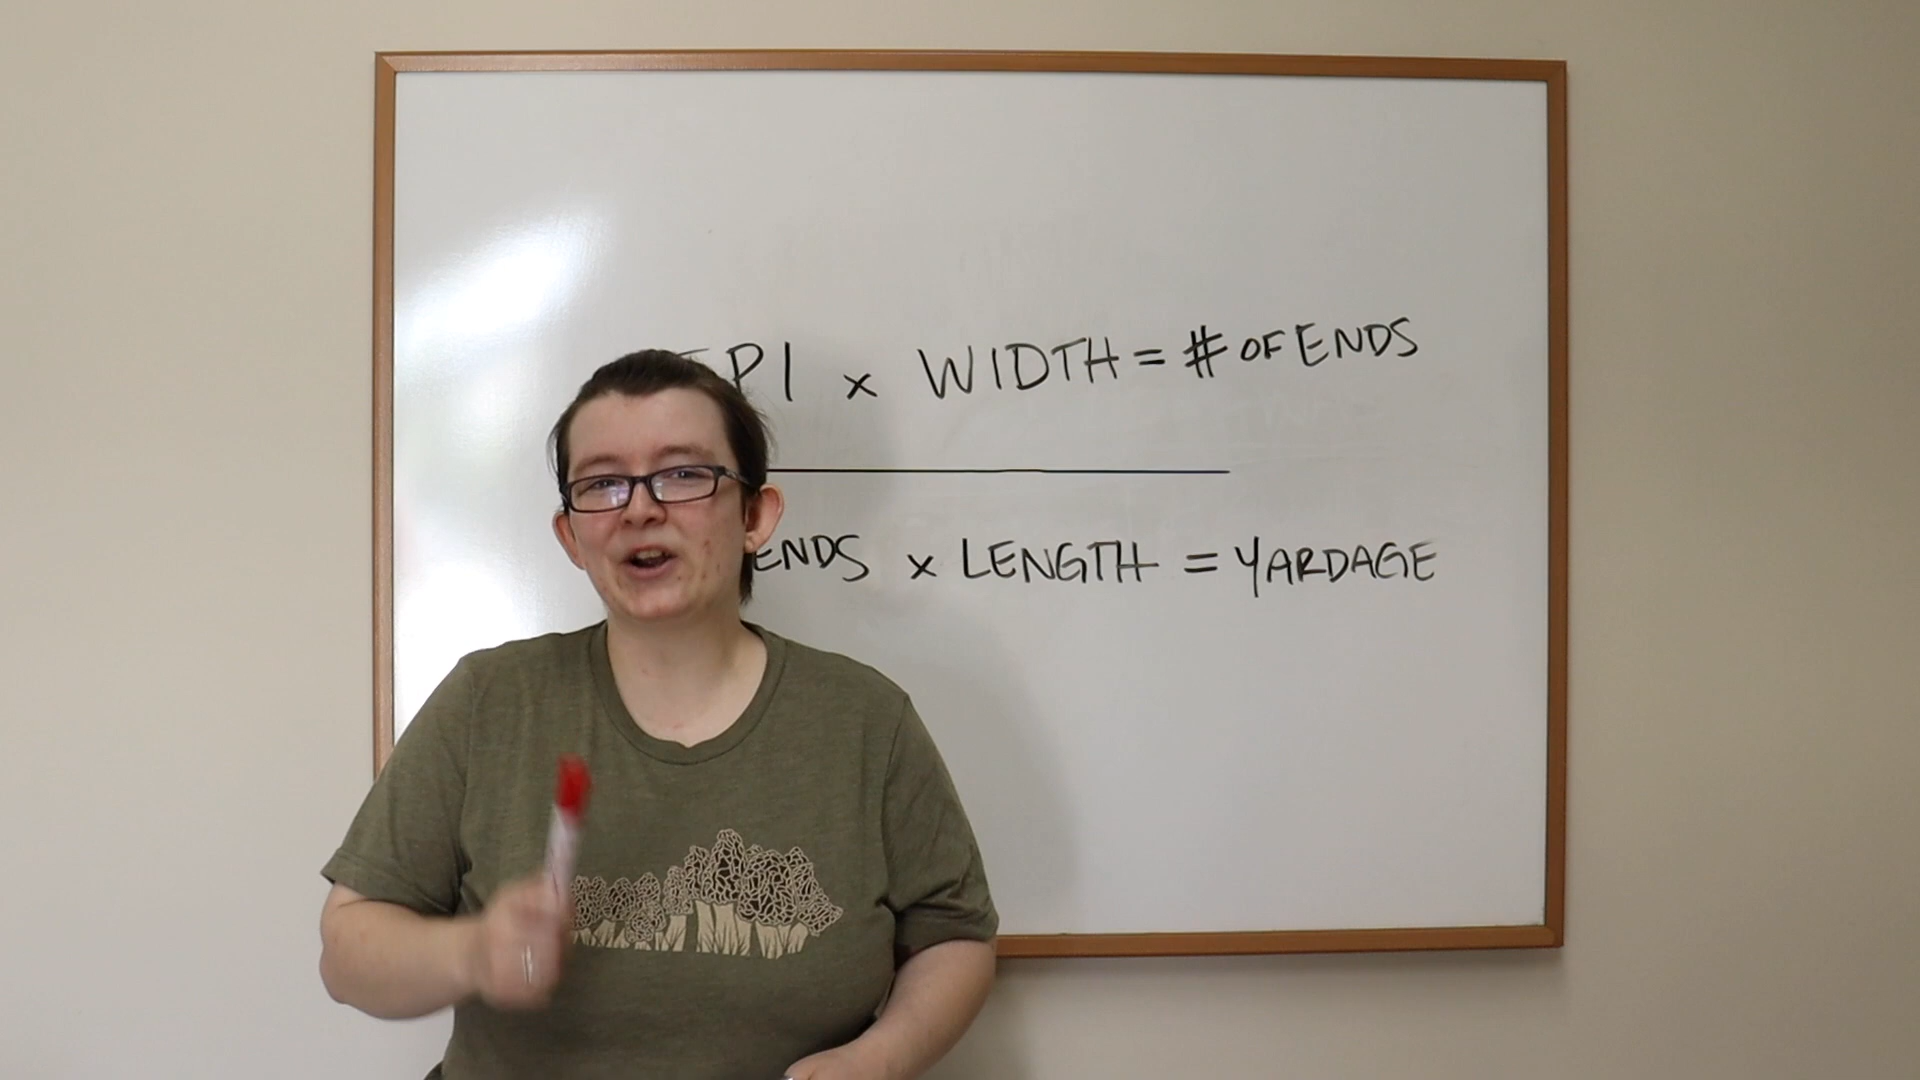 PI x WIDTH = # OF ENDS
ENDS x LENGTH = YARDAGE